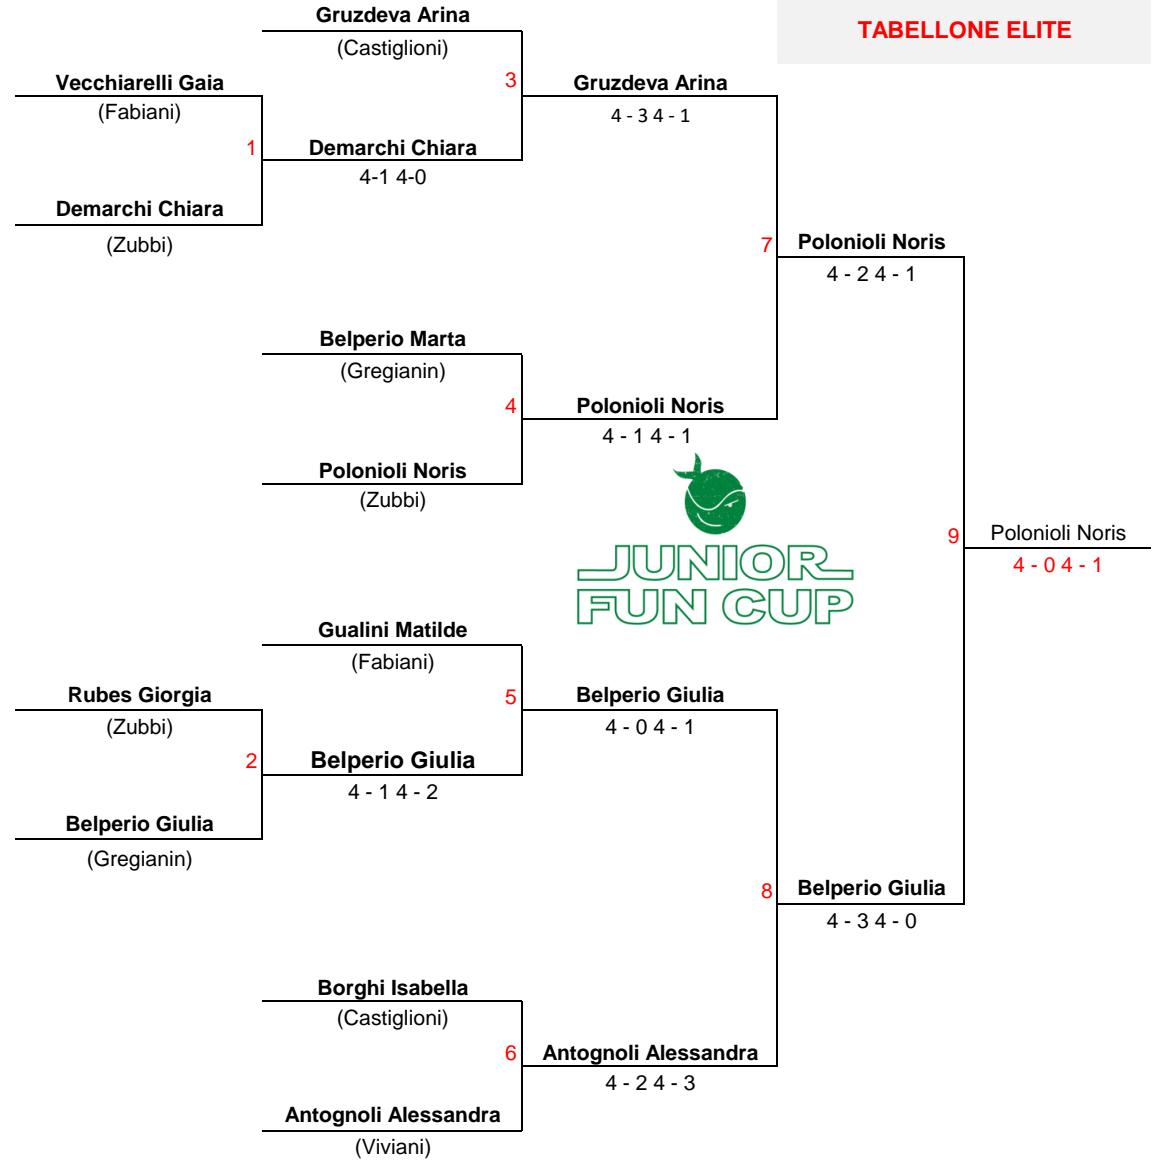 Gruzdeva Arina
TABELLONE ELITE
(Castiglioni)
Vecchiarelli Gaia
3
Gruzdeva Arina
(Fabiani)
4 - 3 4 - 1
1
Demarchi Chiara
4-1 4-0
Demarchi Chiara
(Zubbi)
7
Polonioli Noris
4 - 2 4 - 1
Belperio Marta
(Gregianin)
4
Polonioli Noris
4 - 1 4 - 1
Polonioli Noris
(Zubbi)
9
Polonioli Noris
4 - 0 4 - 1
JUNIOR
FUN CUP
Gualini Matilde
(Fabiani)
Rubes Giorgia
5
Belperio Giulia
(Zubbi)
4 - 0 4 - 1
2
Belperio Giulia
4 - 1 4 - 2
Belperio Giulia
(Gregianin)
8
Belperio Giulia
4 - 3 4 - 0
Borghi Isabella
(Castiglioni)
6
Antognoli Alessandra
4 - 2 4 - 3
Antognoli Alessandra
(Viviani)